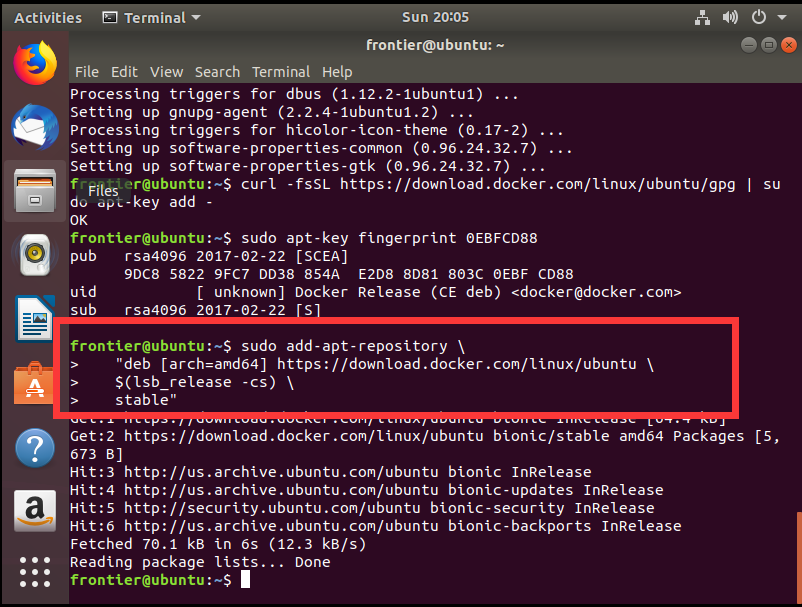 Activities Terminal Sun 20:05
frontier@ubuntu: ~
File Edit View Search Terminal Help
Processing triggers for dbus (1.12.2-1ubuntu1) ...
Setting up gnupg-agent (2.2.4-1ubuntu1.2) ...
Processing triggers for hicolor-icon-theme (0.17-2) ...
Setting up software-properties-common (0.96.24.32.7) ...
Setting up software-properties-gtk (0.96.24.32.7) ...
frontier@ubuntu:~$ curl -fsSL https://download.docker.com/linux/ubuntu/gpg | su
Files
do apt-key add -
OK
frontier@ubuntu:~$ sudo apt-key fingerprint 0EBFCD88
pub   rsa4096 2017-02-22 [SCEA]
      9DC8 5822 9FC7 DD38 854A  E2D8 8D81 803C 0EBF CD88
uid           [ unknown] Docker Release (CE deb) <docker@docker.com>
sub   rsa4096 2017-02-22 [S]
frontier@ubuntu:~$ sudo add-apt-repository \
>    "deb [arch=amd64] https://download.docker.com/linux/ubuntu \
>    $(lsb_release -cs) \
>    stable"
Get:1 https://download.docker.com/linux/ubuntu bionic InRelease [64.4 kB]
Get:2 https://download.docker.com/linux/ubuntu bionic/stable amd64 Packages [5,
673 B]
Hit:3 http://us.archive.ubuntu.com/ubuntu bionic InRelease
Hit:4 http://us.archive.ubuntu.com/ubuntu bionic-updates InRelease
Hit:5 http://security.ubuntu.com/ubuntu bionic-security InRelease
Hit:6 http://us.archive.ubuntu.com/ubuntu bionic-backports InRelease
Fetched 70.1 kB in 6s (12.3 kB/s)
Reading package lists... Done
frontier@ubuntu:~$